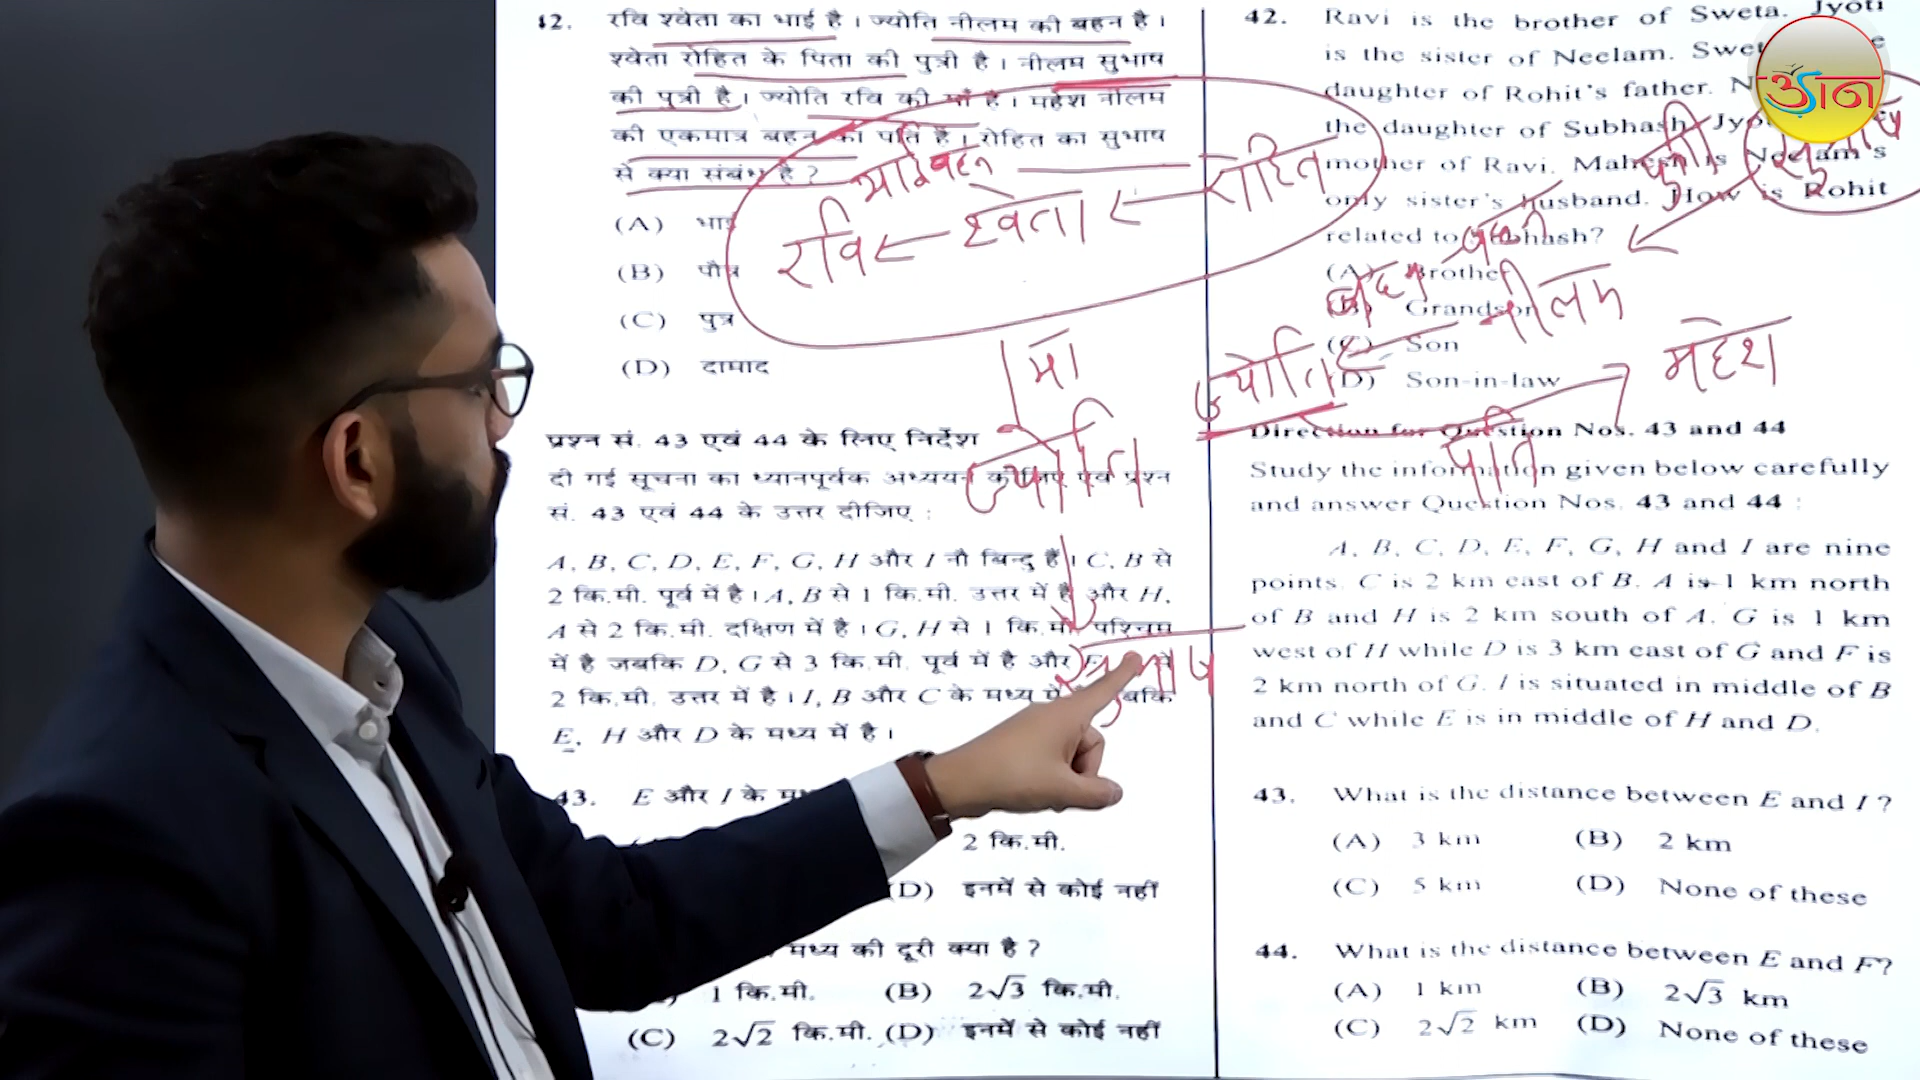 42. रवि श्वेता का भाई है । ज्योति नीलम की बहन है ।
श्वेता रोहित के पिता की पुत्री है । नीलम सुभाष
की पुत्री है । ज्योति रवि की माँ है । महेश नीलम
की एकमात्र बहन का पति है । रोहित का सुभाष
से क्या संबंध है ?
(A) भाई
(B) पौत्र
(C) पुत्र
(D) दामाद
भाई बहन
रवि ← श्वेता ← रोहित
माँ
ज्योति
सुभाष
प्रश्न सं. 43 एवं 44 के लिए निर्देश
दी गई सूचना का ध्यानपूर्वक अध्ययन कीजिए एवं प्रश्न
सं. 43 एवं 44 के उत्तर दीजिए :
A, B, C, D, E, F, G, H और I नौ बिन्दु हैं । C, B से
2 कि.मी. पूर्व में है । A, B से 1 कि.मी. उत्तर में है और H,
A से 2 कि.मी. दक्षिण में है । G, H से 1 कि.मी. पश्चिम
में है जबकि D, G से 3 कि.मी. पूर्व में है और F, से
2 कि.मी. उत्तर में है । I, B और C के मध्य में
E, H और D के मध्य में है ।
43. E और I के
2 कि.मी.
(D) इनमें से कोई नहीं
मध्य की दूरी क्या है ?
1 कि.मी. (B) 2√3 कि.मी.
(C) 2√2 कि.मी. (D) इनमें से कोई नहीं
42. Ravi is the brother of Sweta. Jyoti
is the sister of Neelam.
daughter of Rohit's father.
the daughter of Subhash.
mother of Ravi. Mahesh is Neelam's
only sister's husband. How is Rohit
related to Subhash?
(A) Brother
(B) Grandson
(C) Son
(D) Son-in-law
उड़ान
सुभाष
पुत्री
बहन
नीलम
ज्योति
महेश
पति
Direction for Question Nos. 43 and 44
Study the information given below carefully
and answer Question Nos. 43 and 44 :
A, B, C, D, E, F, G, H and I are nine
points. C is 2 km east of B. A is 1 km north
of B and H is 2 km south of A. G is 1 km
west of H while D is 3 km east of G and F is
2 km north of G. I is situated in middle of B
and C while E is in middle of H and D.
43. What is the distance between E and I ?
(A) 3 km (B) 2 km
(C) 5 km (D) None of these
44. What is the distance between E and F?
(A) 1 km (B) 2√3 km
(C) 2√2 km (D) None of these